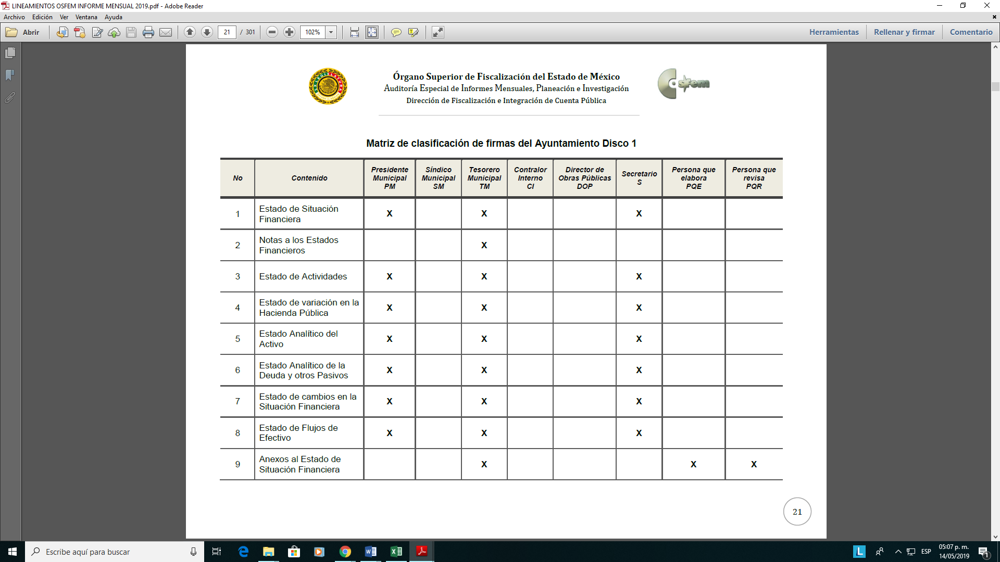 LINEAMIENTOS OSFEM INFORME MENSUAL 2019.pdf - Adobe Reader
Archivo Edición Ver Ventana Ayuda
Abrir 21 / 301 102% Herramientas Rellenar y firmar Comentario
Órgano Superior de Fiscalización del Estado de México
Auditoría Especial de Informes Mensuales, Planeación e Investigación
Dirección de Fiscalización e Integración de Cuenta Pública
LX LEGISLATURA
osfem
Matriz de clasificación de firmas del Ayuntamiento Disco 1
No
Contenido
Presidente
Municipal
PM
Síndico
Municipal
SM
Tesorero
Municipal
TM
Contralor
Interno
CI
Director de
Obras Públicas
DOP
Secretario
S
Persona que
elabora
PQE
Persona que
revisa
PQR
1
Estado de Situación
Financiera
X X X
2
Notas a los Estados
Financieros
X
3
Estado de Actividades
X X X
4
Estado de variación en la
Hacienda Pública
X X X
5
Estado Analítico del
Activo
X X X
6
Estado Analítico de la
Deuda y otros Pasivos
X X X
7
Estado de cambios en la
Situación Financiera
X X X
8
Estado de Flujos de
Efectivo
X X X
9
Anexos al Estado de
Situación Financiera
X X X
21
Escribe aquí para buscar
L
ESP
05:07 p. m.
14/05/2019
1